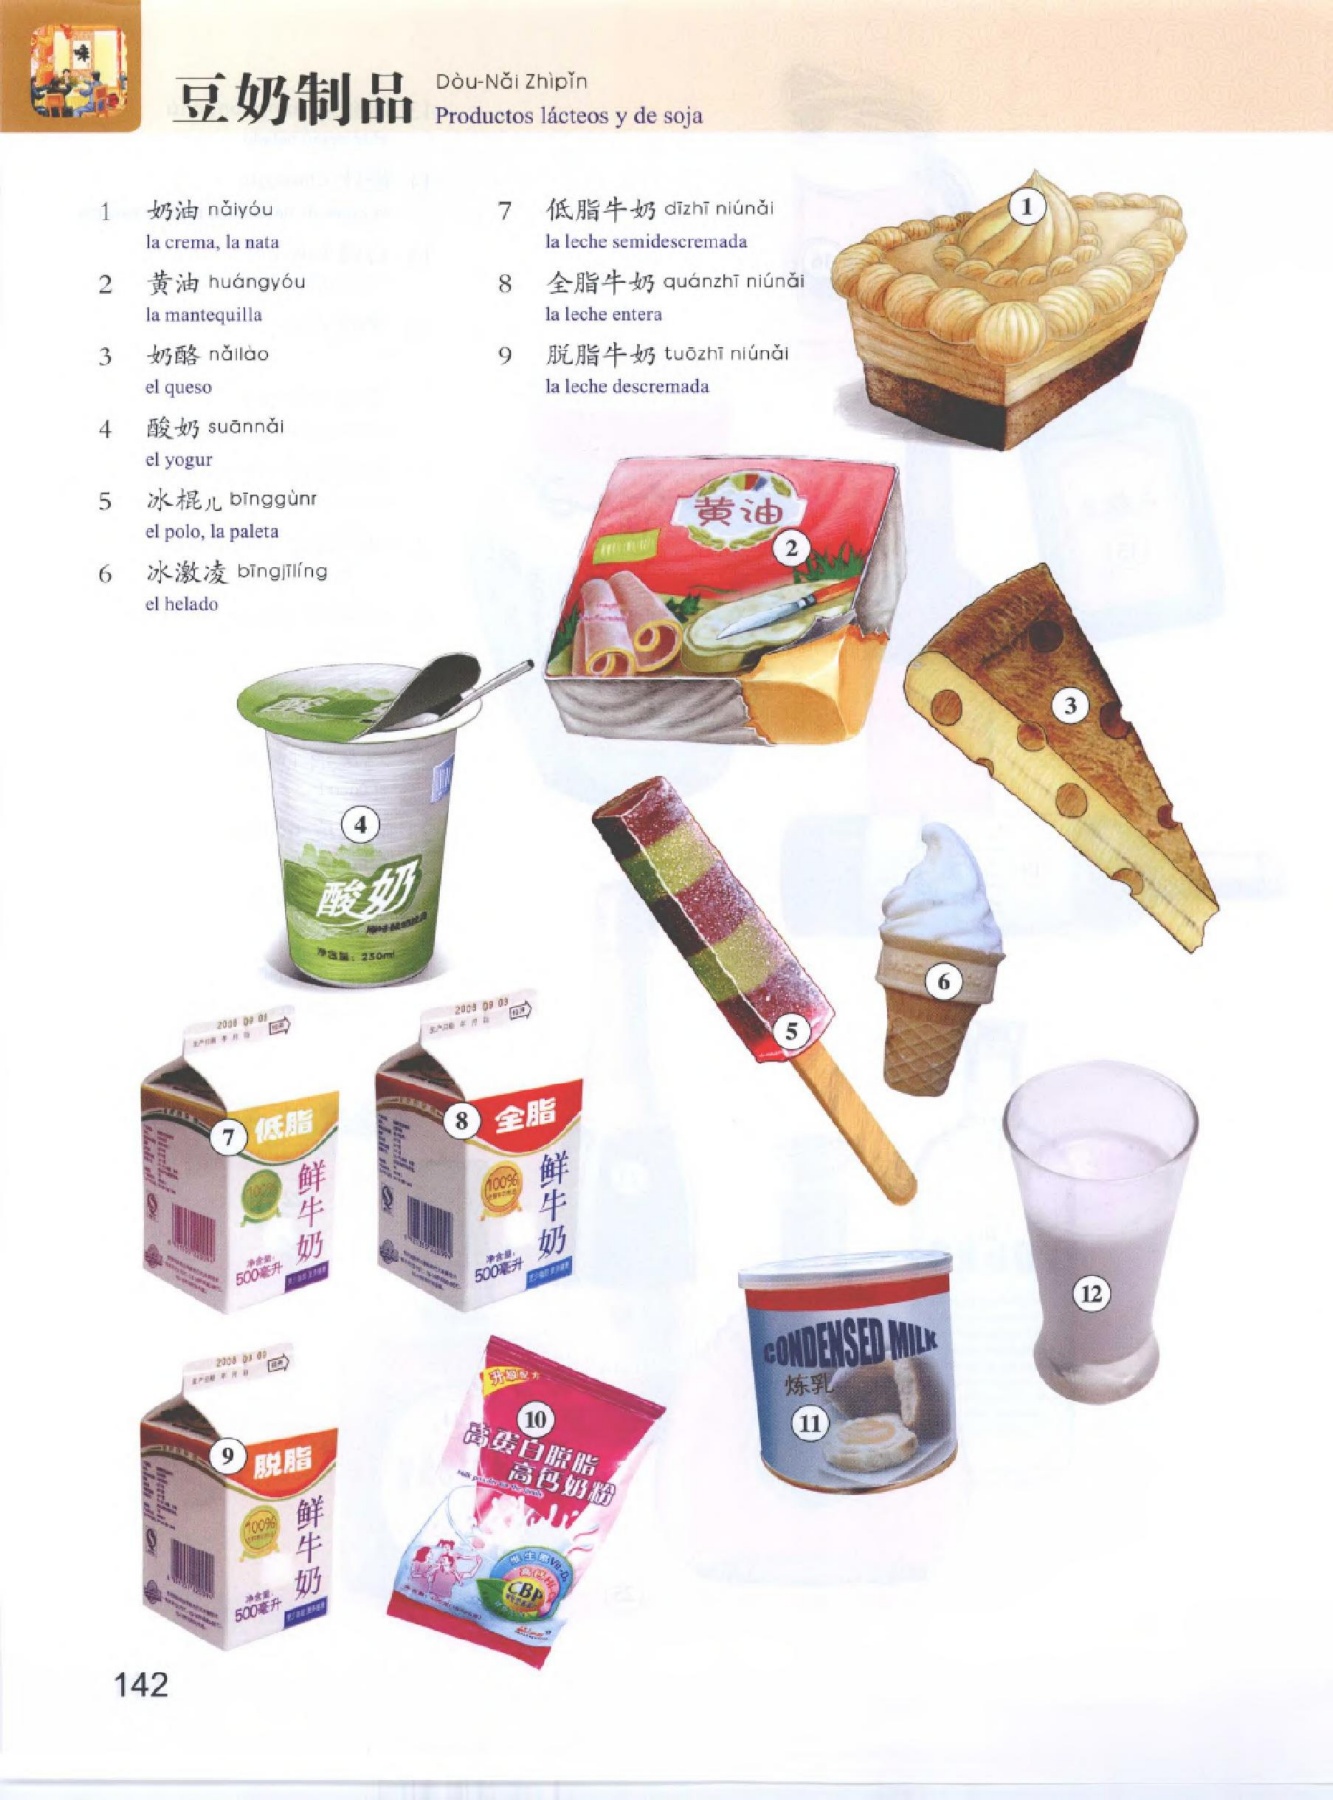 味
豆奶制品 Dòu-Nǎi Zhìpǐn
Productos lácteos y de soja
1 奶油 nǎiyóu
la crema, la nata
2 黄油 huángyóu
la mantequilla
3 奶酪 nǎilào
el queso
4 酸奶 suānnǎi
el yogur
5 冰棍儿 bīnggùnr
el polo, la paleta
6 冰激凌 bīngjīlíng
el helado
7 低脂牛奶 dīzhī niúnǎi
la leche semidescremada
8 全脂牛奶 quánzhī niúnǎi
la leche entera
9 脱脂牛奶 tuōzhī niúnǎi
la leche descremada
1
黄油
2
3
4
酸奶
净含量：250ml
5
6
7
低脂
鲜牛奶
100%
净含量：
500毫升
8
全脂
鲜牛奶
100%
净含量：
500毫升
9
脱脂
鲜牛奶
100%
净含量：
500毫升
10
高蛋白脱脂
高钙奶粉
CBP
CONDENSED MILK
炼乳
11
12
142